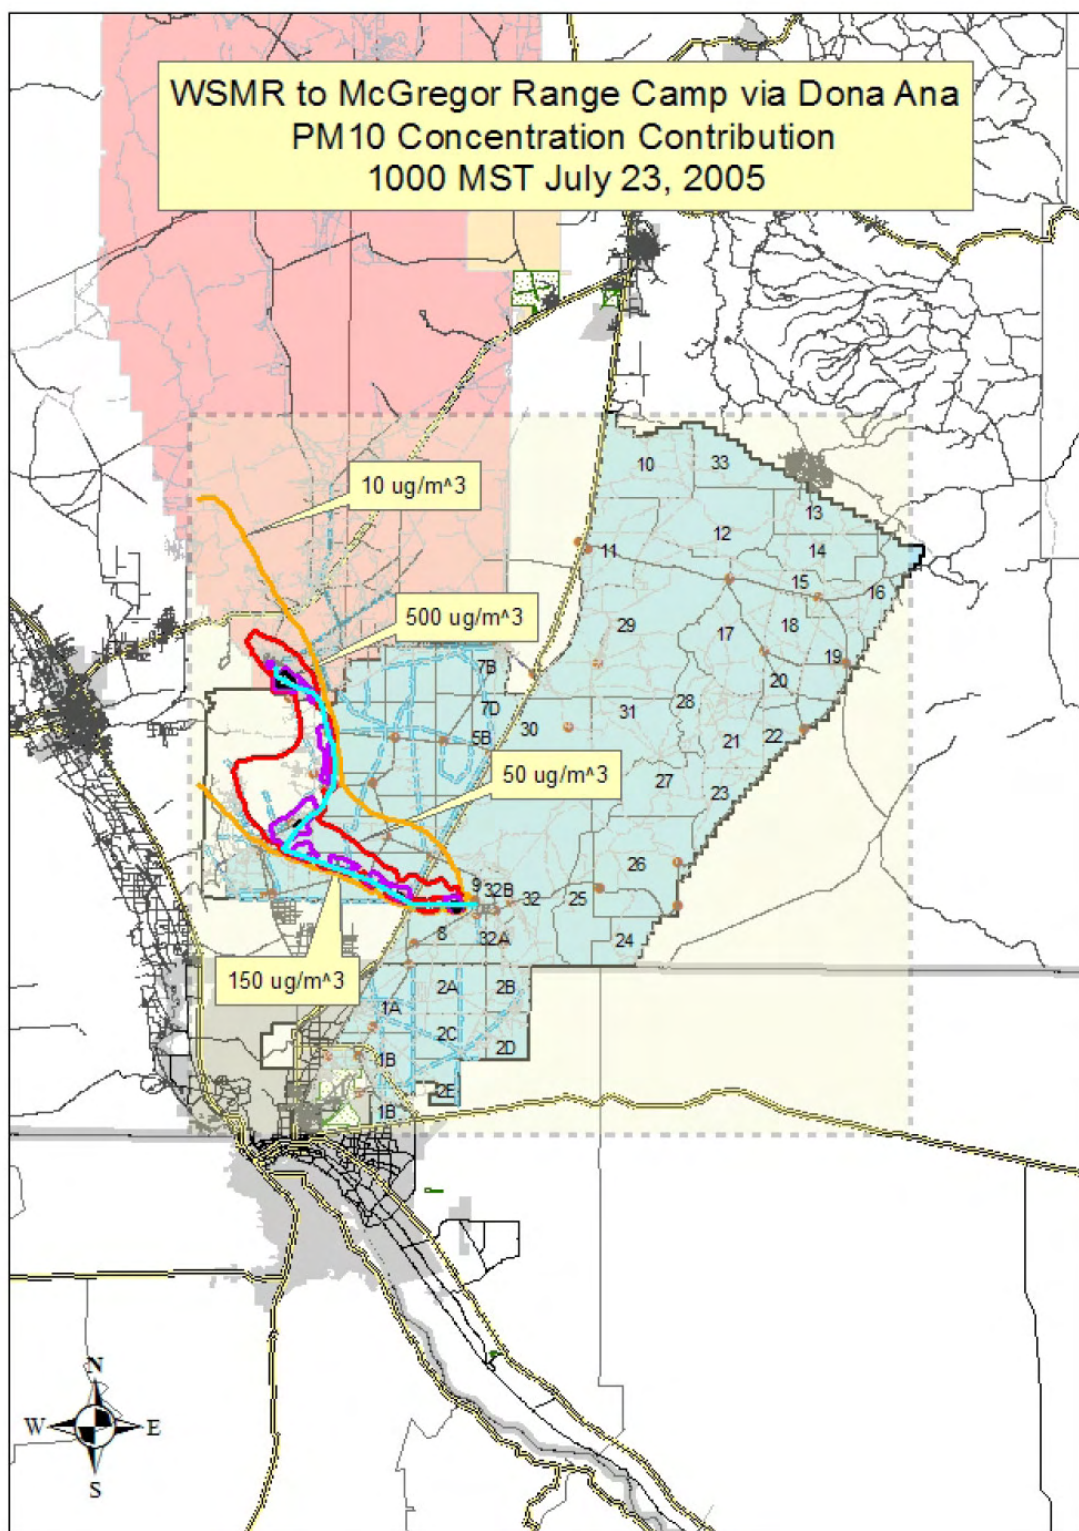 WSMR to McGregor Range Camp via Dona Ana
PM10 Concentration Contribution
1000 MST July 23, 2005
10 ug/m^3
500 ug/m^3
50 ug/m^3
150 ug/m^3
10
33
13
12
11
14
15
16
29
17
18
19
7B
20
28
7D
31
30
5B
21
22
27
23
26
9
32B
32
25
8
32A
24
2A
2B
1A
2C
2D
1B
2E
1B
N
W
E
S